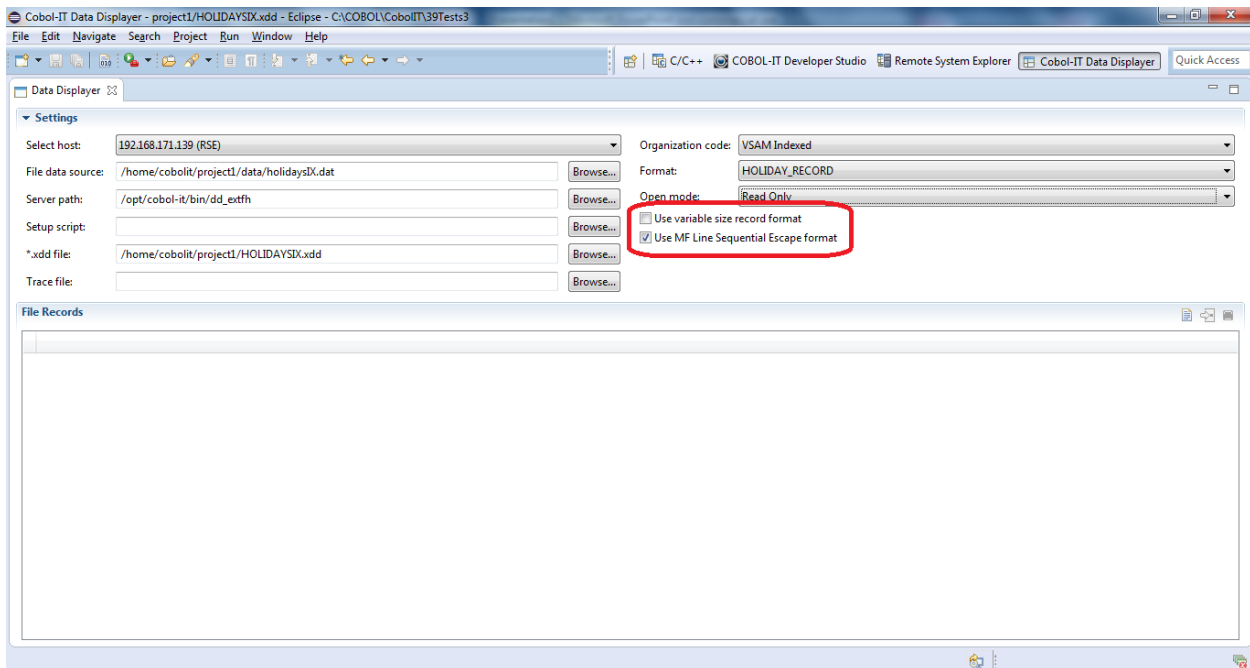 Cobol-IT Data Displayer - project1/HOLIDAYSIX.xdd - Eclipse - C:\COBOL\CobolIT\39Tests3
File Edit Navigate Search Project Run Window Help
C/C++ COBOL-IT Developer Studio Remote System Explorer Cobol-IT Data Displayer Quick Access
Data Displayer
Settings
Select host: 192.168.171.139 (RSE) Organization code: VSAM Indexed
File data source: /home/cobolit/project1/data/holidaysIX.dat Browse... Format: HOLIDAY_RECORD
Server path: /opt/cobol-it/bin/dd_extfh Browse... Open mode: Read Only
Setup script: Browse... Use variable size record format
Use MF Line Sequential Escape format
*.xdd file: /home/cobolit/project1/HOLIDAYSIX.xdd Browse...
Trace file: Browse...
File Records